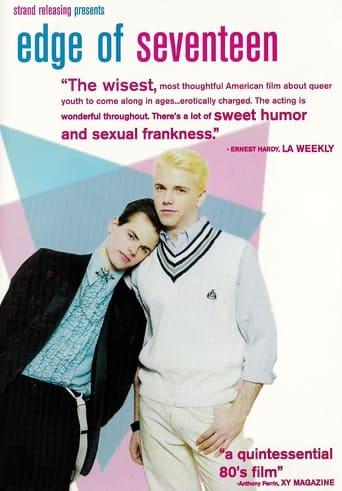 strand releasing presents
edge of seventeen
“The wisest, most thoughtful American film about queer
youth to come along in ages...erotically charged. The acting is
wonderful throughout. There's a lot of sweet humor
and sexual frankness.”
- ERNEST HARDY, LA WEEKLY
“a quintessential
80's film”
-Anthony Perrin, XY MAGAZINE